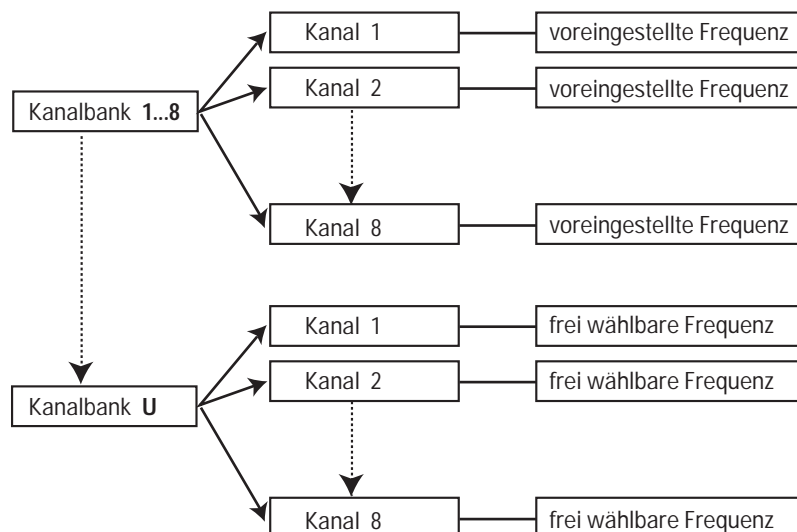 Kanal 1 voreingestellte Frequenz
Kanal 2 voreingestellte Frequenz
Kanalbank 1...8
Kanal 8 voreingestellte Frequenz
Kanal 1 frei wählbare Frequenz
Kanal 2 frei wählbare Frequenz
Kanalbank U
Kanal 8 frei wählbare Frequenz